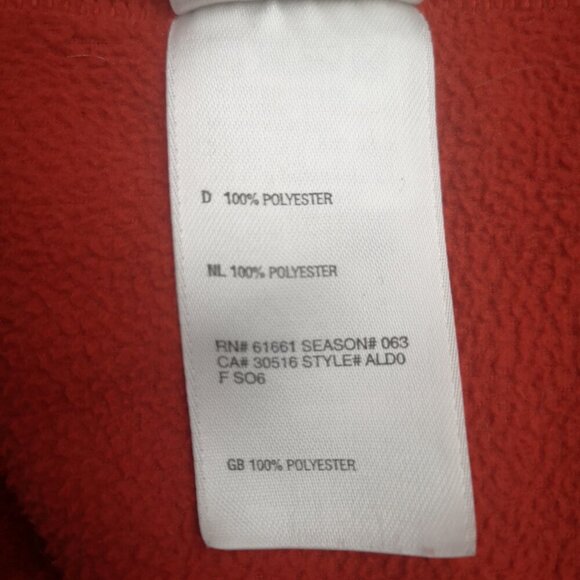 D 100% POLYESTER
NL 100% POLYESTER
RN# 61661 SEASON# 063
CA# 30516 STYLE# ALD0
F SO6
GB 100% POLYESTER